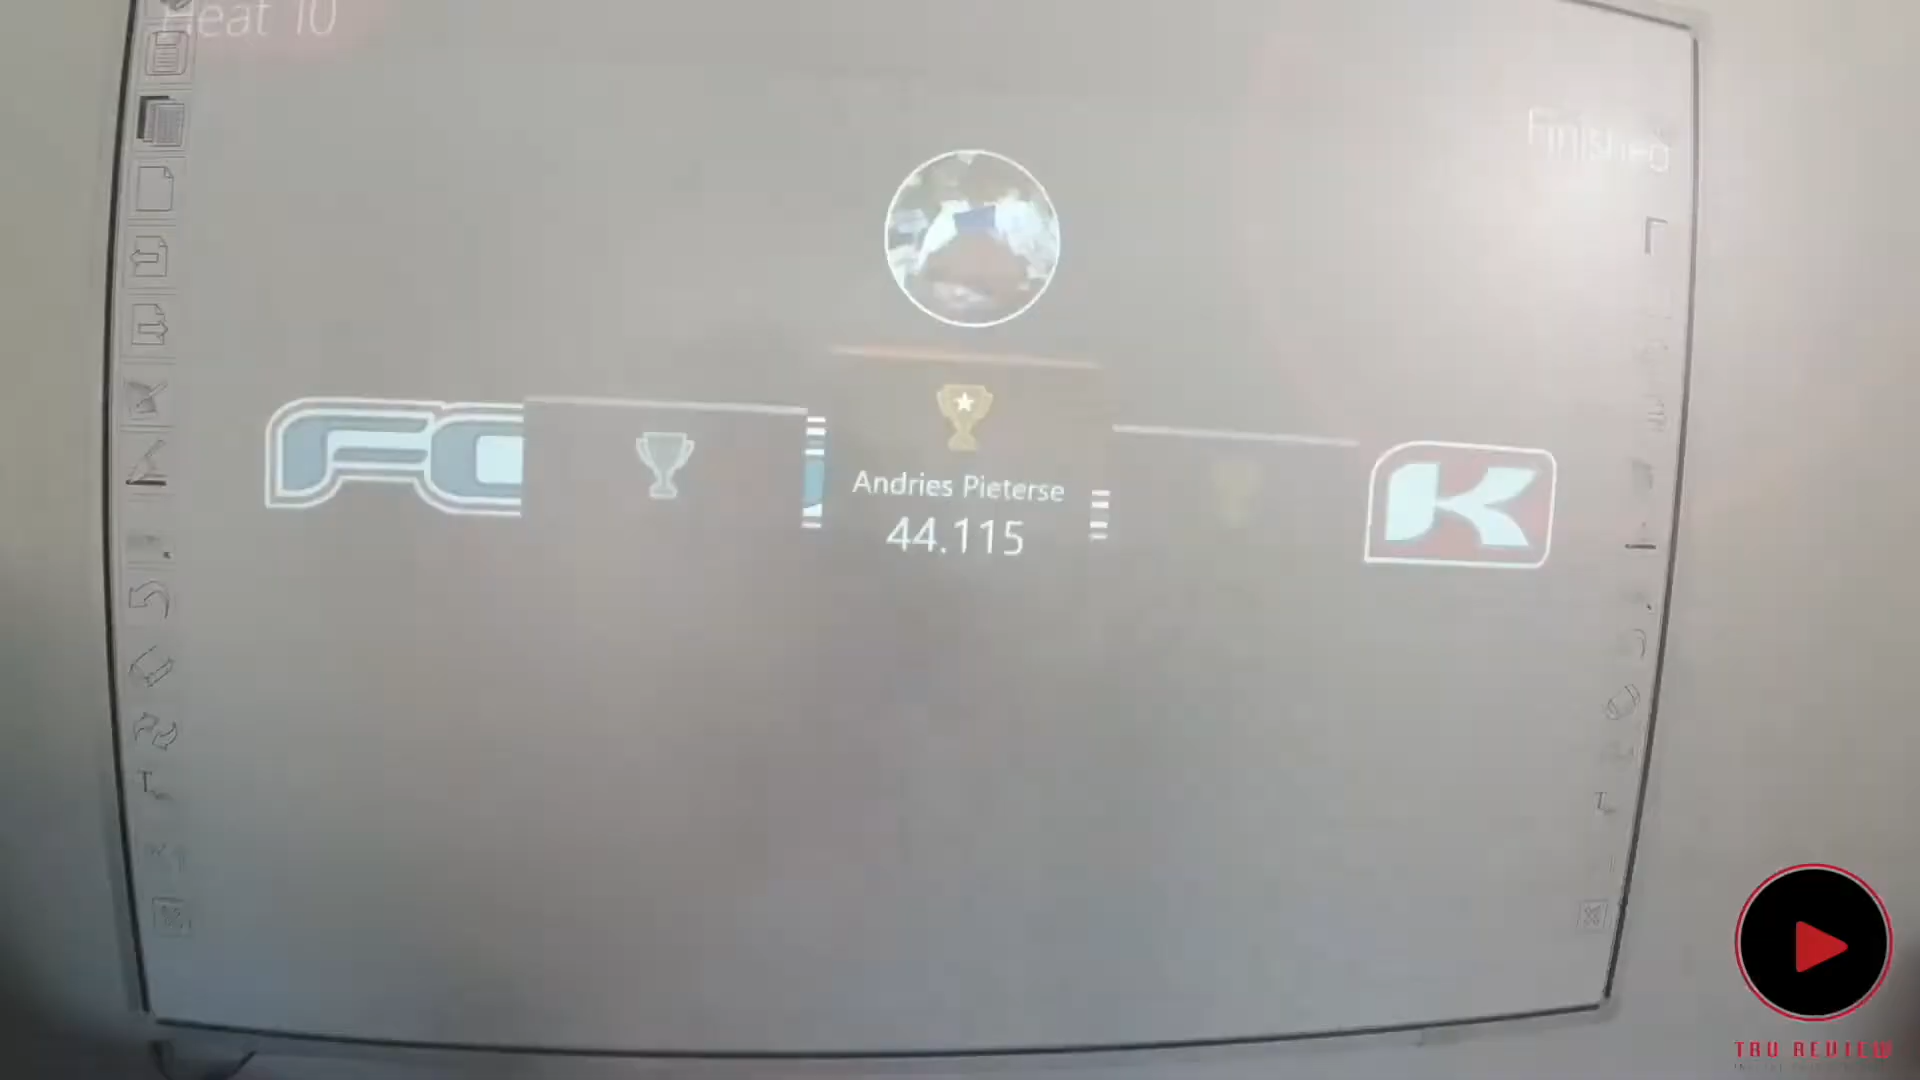 Heat 10
Finished
Andries Pieterse
44.115
K
TRU REVIEW